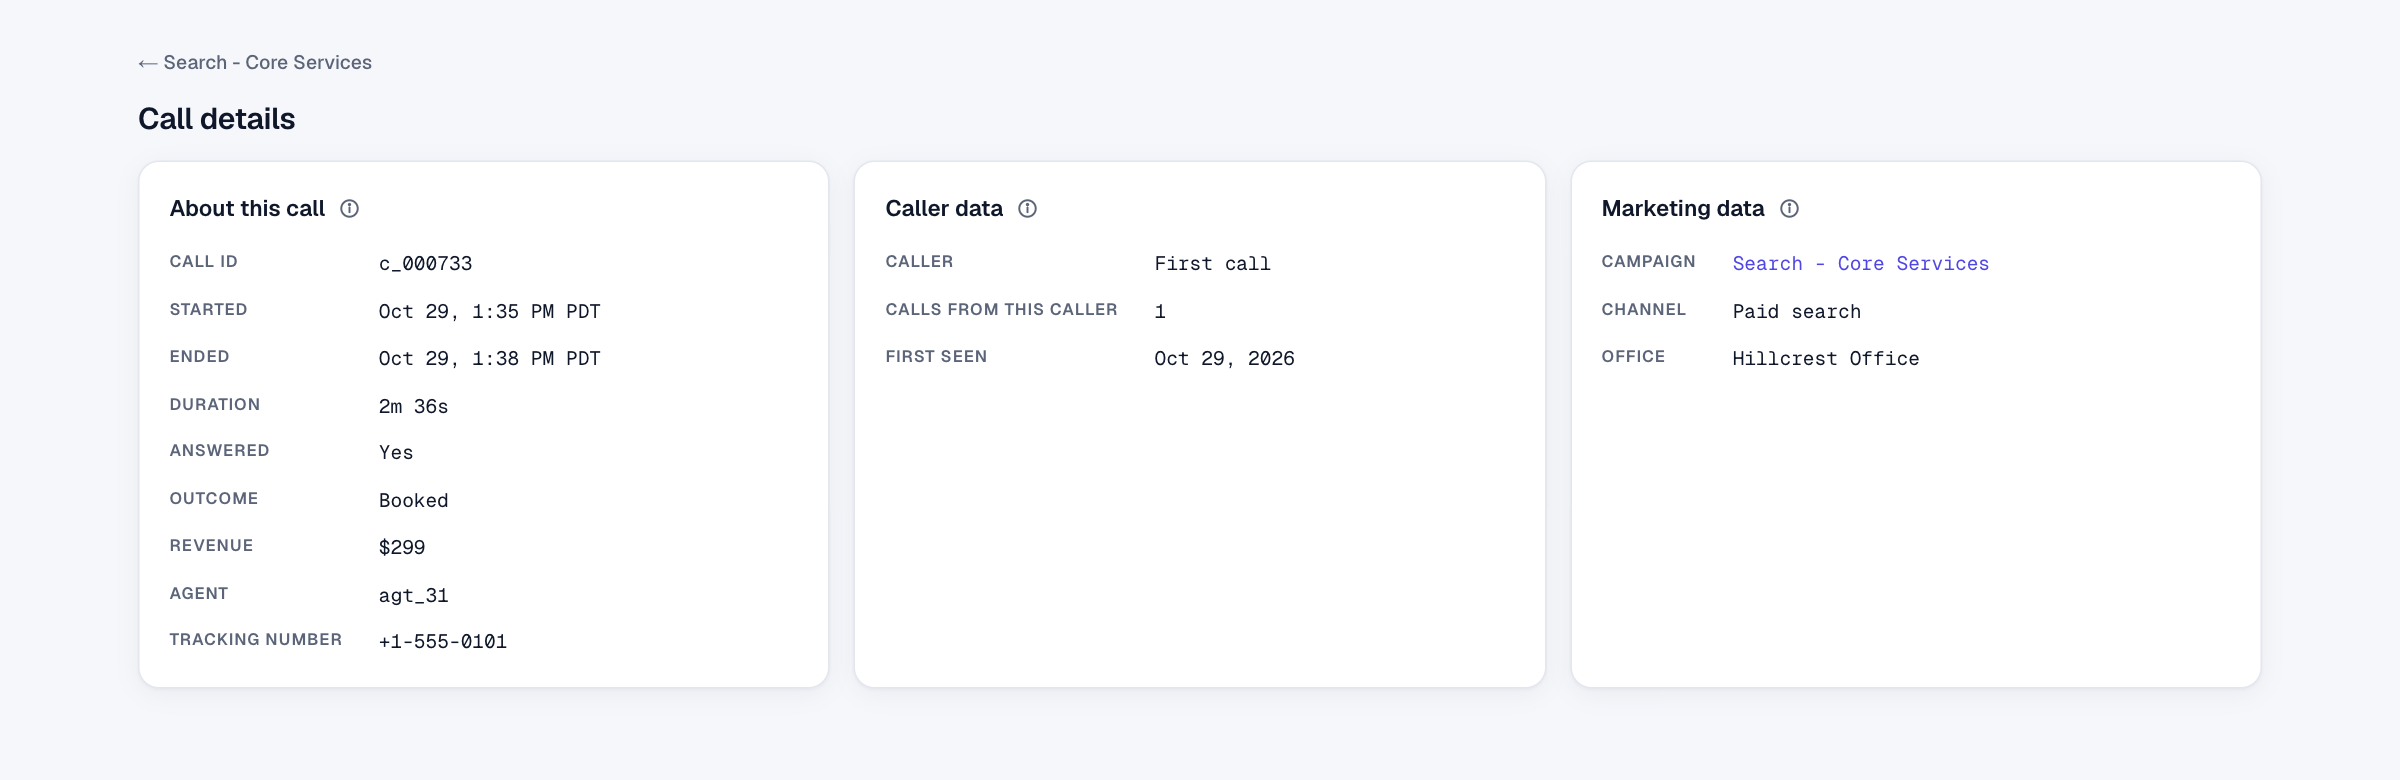 ← Search - Core Services
Call details
About this call
CALL ID c_000733
STARTED Oct 29, 1:35 PM PDT
ENDED Oct 29, 1:38 PM PDT
DURATION 2m 36s
ANSWERED Yes
OUTCOME Booked
REVENUE $299
AGENT agt_31
TRACKING NUMBER +1-555-0101
Caller data
CALLER First call
CALLS FROM THIS CALLER 1
FIRST SEEN Oct 29, 2026
Marketing data
CAMPAIGN Search - Core Services
CHANNEL Paid search
OFFICE Hillcrest Office